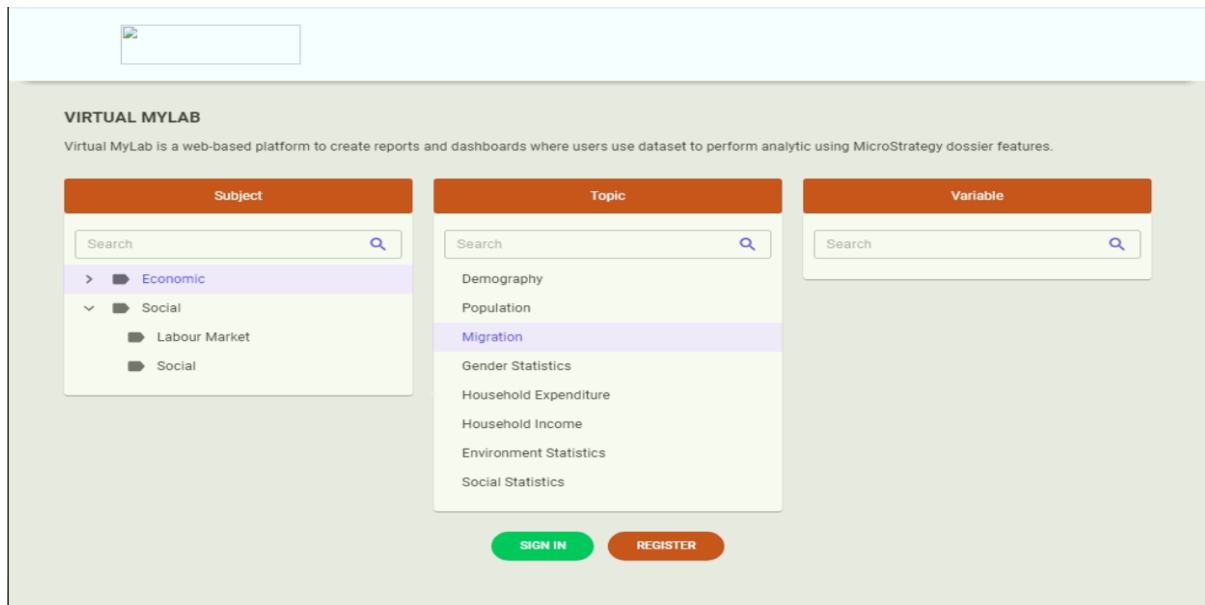 VIRTUAL MYLAB
Virtual MyLab is a web-based platform to create reports and dashboards where users use dataset to perform analytic using MicroStrategy dossier features.
Subject
Search
Economic
Social
Labour Market
Social
Topic
Search
Demography
Population
Migration
Gender Statistics
Household Expenditure
Household Income
Environment Statistics
Social Statistics
Variable
Search
SIGN IN
REGISTER